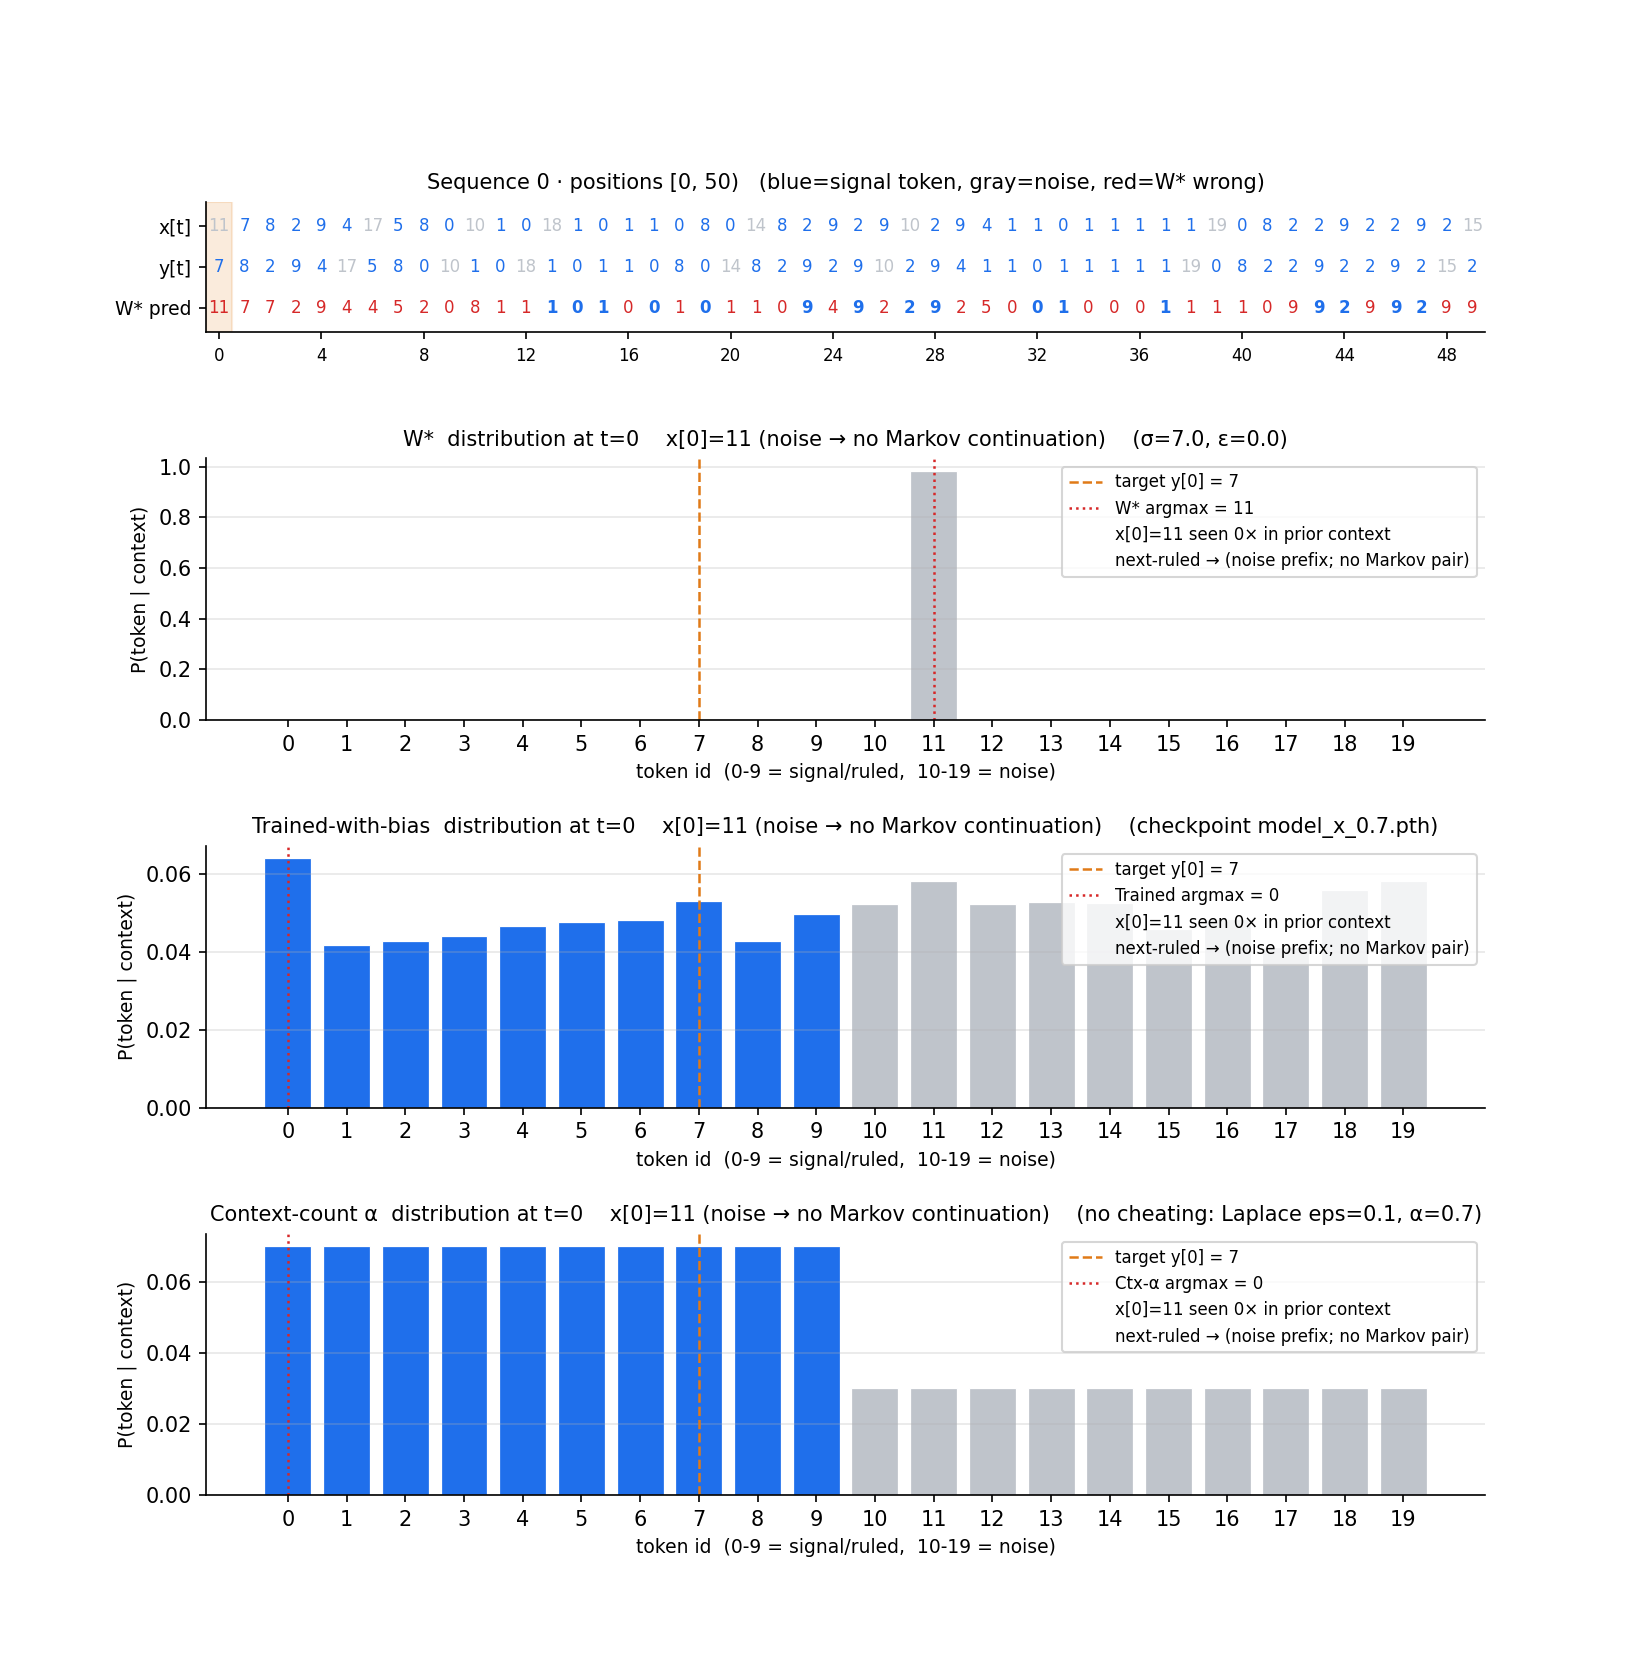 Sequence 0 · positions [0, 50)   (blue=signal token, gray=noise, red=W* wrong)
x[t] 11 7 8 2 9 4 17 5 8 0 10 1 0 18 1 0 1 1 0 8 0 14 8 2 9 2 9 10 2 9 4 1 1 0 1 1 1 1 1 19 0 8 2 2 9 2 2 9 2 15
y[t] 7 8 2 9 4 17 5 8 0 10 1 0 18 1 0 1 1 0 8 0 14 8 2 9 2 9 10 2 9 4 1 1 0 1 1 1 1 1 19 0 8 2 2 9 2 2 9 2 15 2
W* pred 11 7 7 2 9 4 4 5 2 0 8 1 1 1 0 1 0 0 1 0 1 1 0 9 4 9 2 2 9 2 5 0 0 1 0 0 0 1 1 1 1 0 9 9 2 9 9 2 9 9
0 4 8 12 16 20 24 28 32 36 40 44 48
W*  distribution at t=0    x[0]=11 (noise → no Markov continuation)    (σ=7.0, ε=0.0)
P(token | context)
1.0
0.8
0.6
0.4
0.2
0.0
target y[0] = 7
W* argmax = 11
x[0]=11 seen 0× in prior context
next-ruled → (noise prefix; no Markov pair)
0 1 2 3 4 5 6 7 8 9 10 11 12 13 14 15 16 17 18 19
token id  (0-9 = signal/ruled,  10-19 = noise)
Trained-with-bias  distribution at t=0    x[0]=11 (noise → no Markov continuation)    (checkpoint model_x_0.7.pth)
P(token | context)
0.06
0.04
0.02
0.00
target y[0] = 7
Trained argmax = 0
x[0]=11 seen 0× in prior context
next-ruled → (noise prefix; no Markov pair)
0 1 2 3 4 5 6 7 8 9 10 11 12 13 14 15 16 17 18 19
token id  (0-9 = signal/ruled,  10-19 = noise)
Context-count α  distribution at t=0    x[0]=11 (noise → no Markov continuation)    (no cheating: Laplace eps=0.1, α=0.7)
P(token | context)
0.06
0.04
0.02
0.00
target y[0] = 7
Ctx-α argmax = 0
x[0]=11 seen 0× in prior context
next-ruled → (noise prefix; no Markov pair)
0 1 2 3 4 5 6 7 8 9 10 11 12 13 14 15 16 17 18 19
token id  (0-9 = signal/ruled,  10-19 = noise)